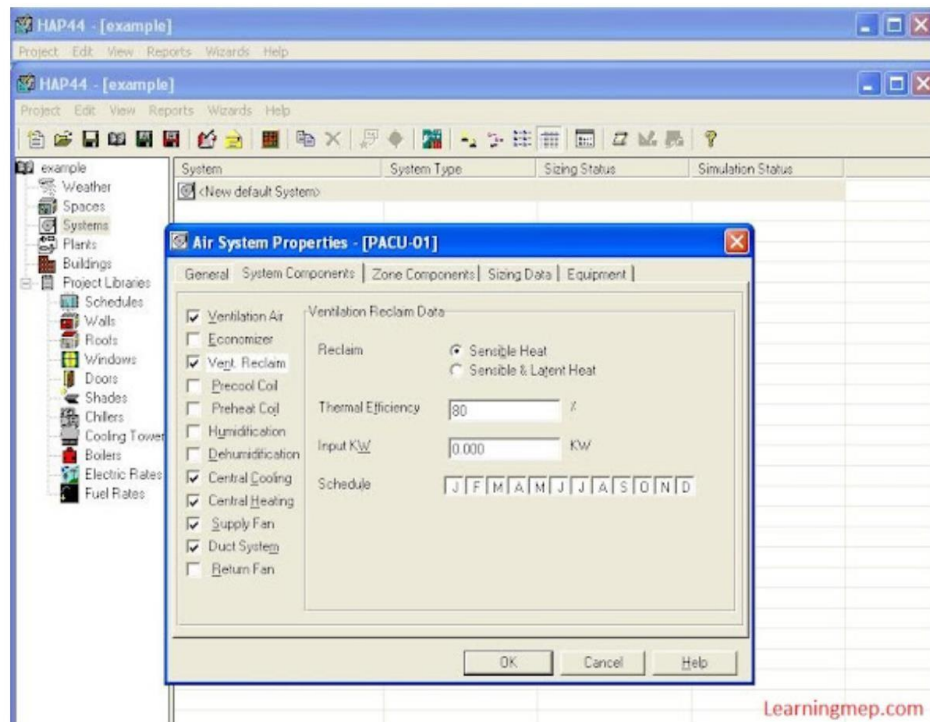 HAP44 - [example]
Project Edit View Reports Wizards Help
HAP44 - [example]
Project Edit View Reports Wizards Help
example
Weather
Spaces
Systems
Plants
Buildings
Project Libraries
Schedules
Walls
Roofs
Windows
Doors
Shades
Chillers
Cooling Tower
Boilers
Electric Rates
Fuel Rates
System System Type Sizing Status Simulation Status
<New default System>
Air System Properties - [PACU-01]
General System Components Zone Components Sizing Data Equipment
Ventilation Air
Economizer
Vent. Reclaim
Precool Coil
Preheat Coil
Humidification
Dehumidification
Central Cooling
Central Heating
Supply Fan
Duct System
Return Fan
Ventilation Reclaim Data
Reclaim Sensible Heat
Sensible & Latent Heat
Thermal Efficiency 80 %
Input KW 0.000 KW
Schedule J F M A M J J A S O N D
OK Cancel Help
Learningmep.com